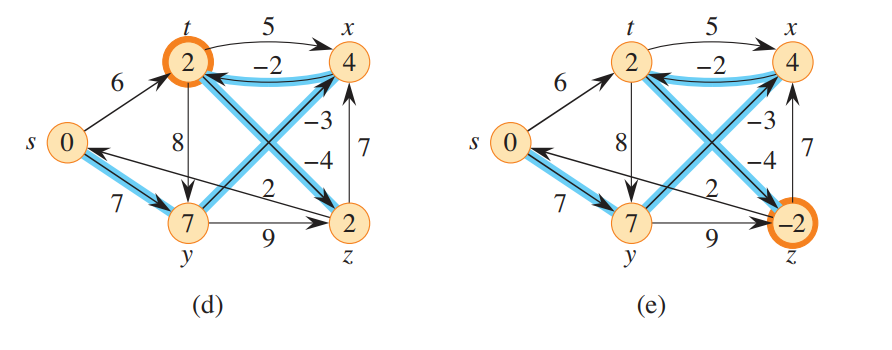 t 5 x t 5 x
2 −2 4 2 −2 4
6 6
−3 −3
s 0 8 7 s 0 8 7
−4 −4
7 2 7 2
7 9 2 7 9 −2
y z y z
(d) (e)